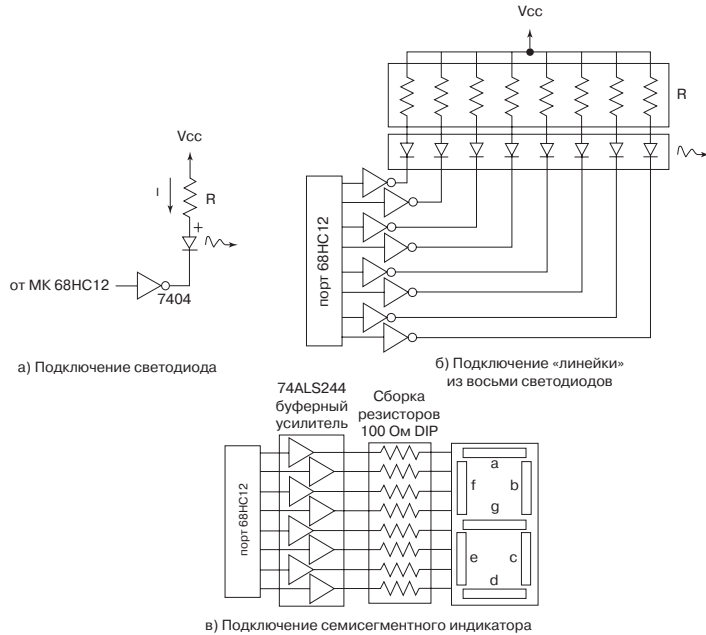 Vcc
R
Vcc
I
R
+
от МК 68HC12
7404
порт 68HC12
а) Подключение светодиода
б) Подключение «линейки»
из восьми светодиодов
74ALS244
буферный
усилитель
Сборка
резисторов
100 Ом DIP
порт 68HC12
a
f
b
g
e
c
d
в) Подключение семисегментного индикатора